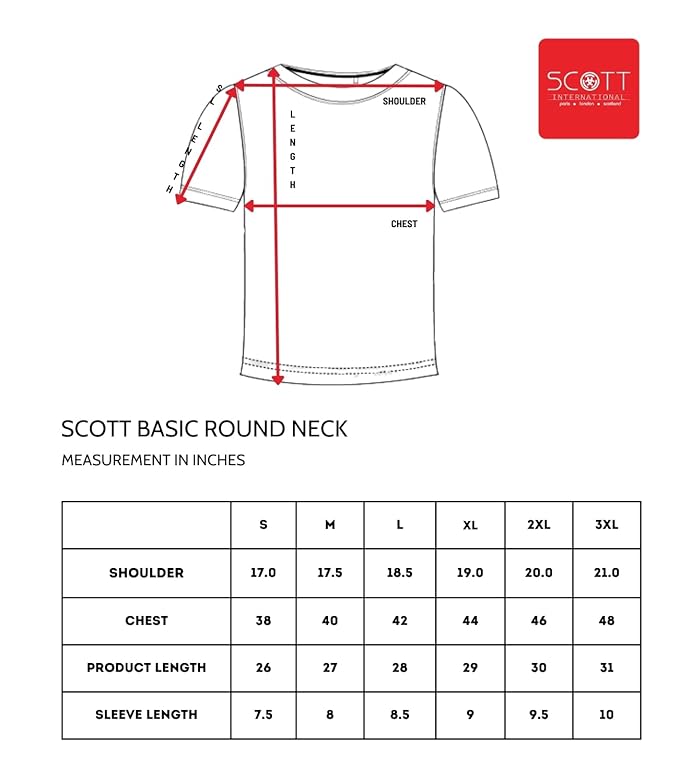 SCOTT
INTERNATIONAL
paris • london • scotland
SHOULDER
SL LENGTH
LENGTH
CHEST
SCOTT BASIC ROUND NECK
MEASUREMENT IN INCHES
S M L XL 2XL 3XL
SHOULDER 17.0 17.5 18.5 19.0 20.0 21.0
CHEST 38 40 42 44 46 48
PRODUCT LENGTH 26 27 28 29 30 31
SLEEVE LENGTH 7.5 8 8.5 9 9.5 10